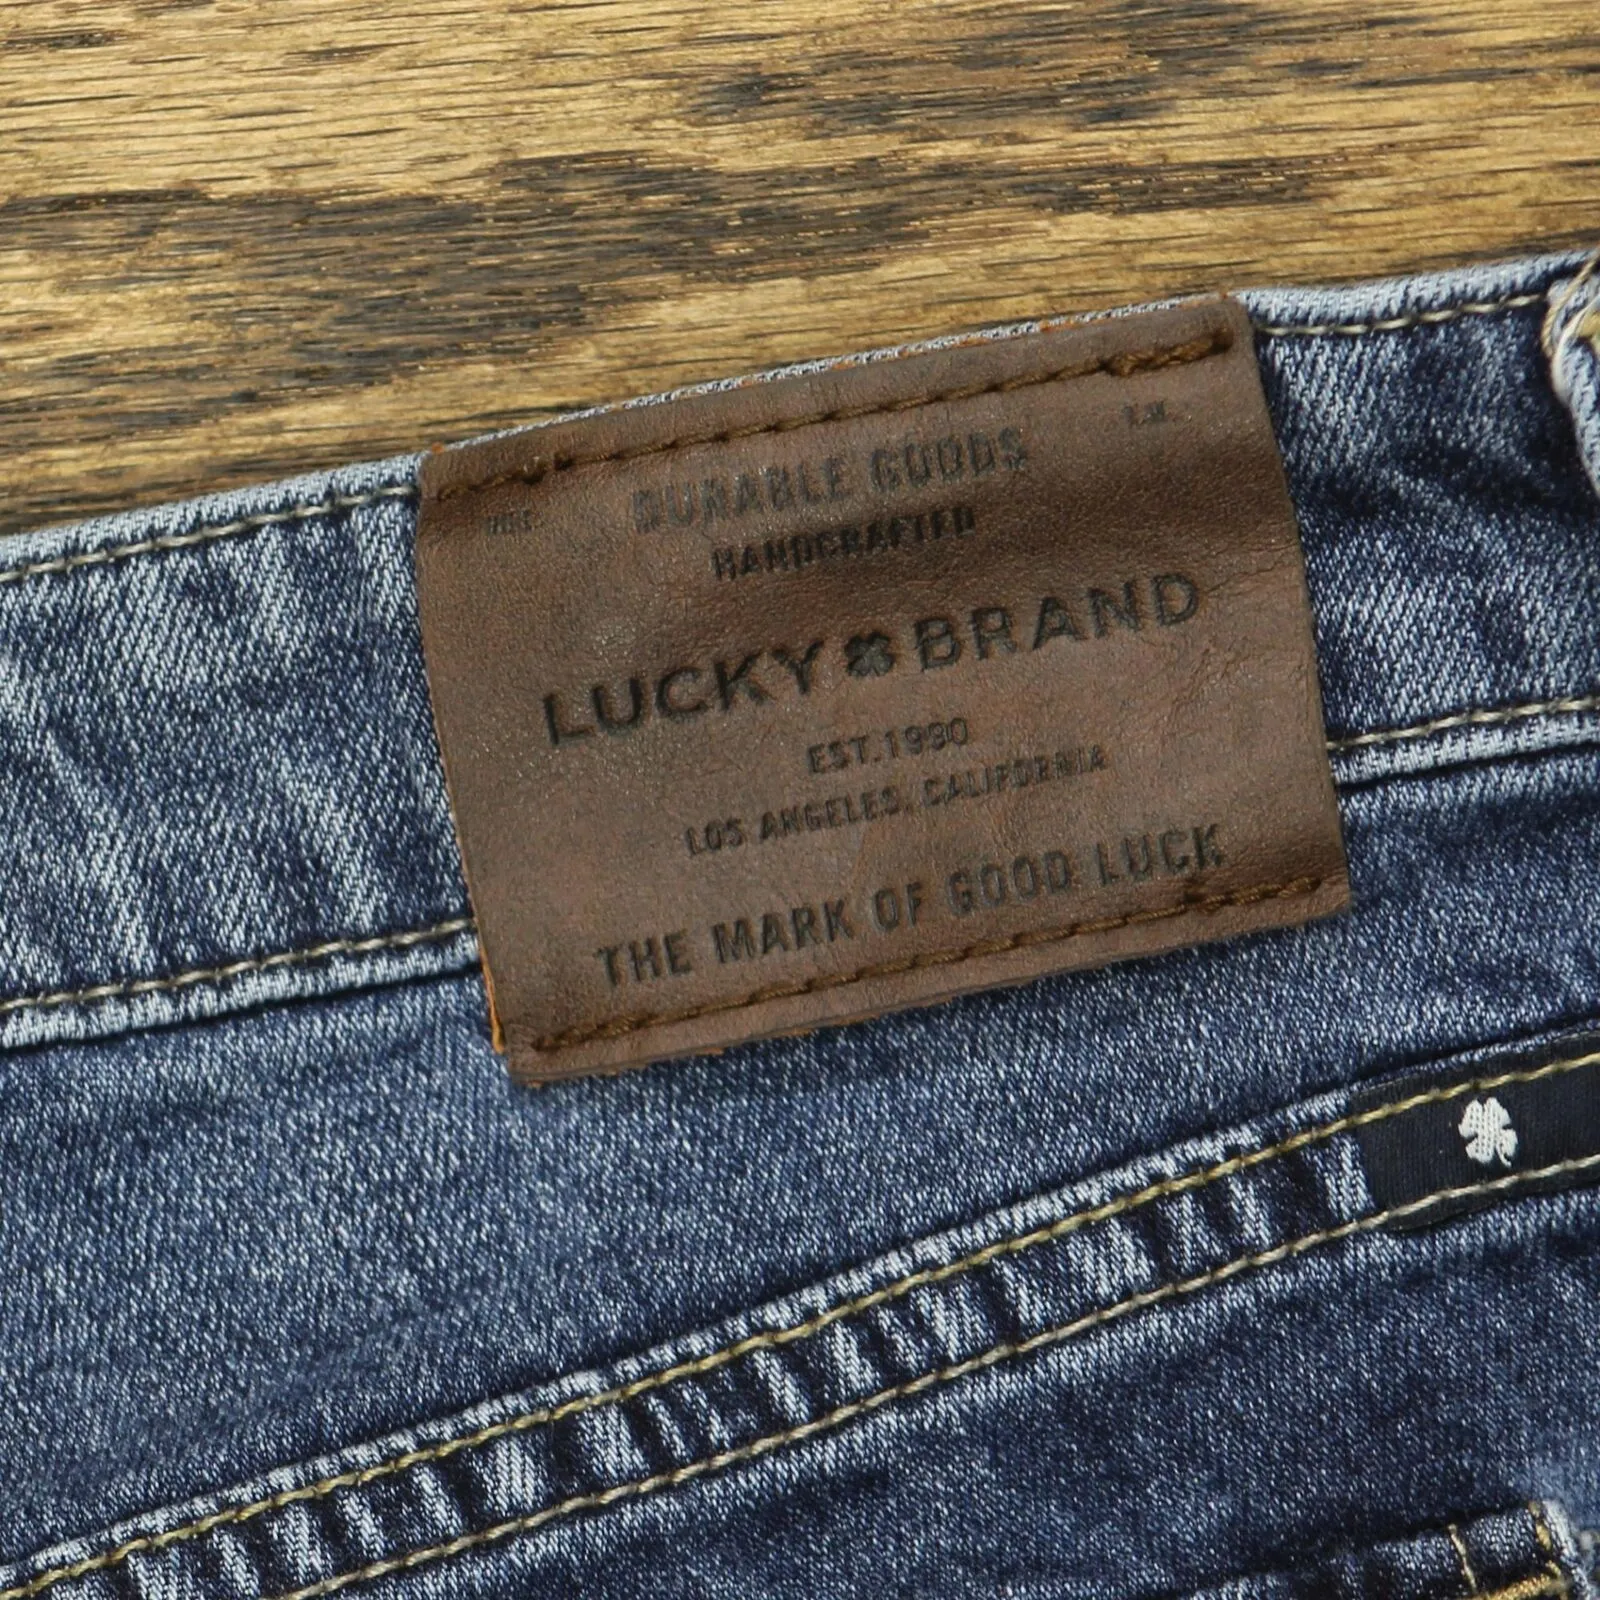 DURABLE GOODS
HANDCRAFTED
LUCKY BRAND
EST.1990
LOS ANGELES, CALIFORNIA
THE MARK OF GOOD LUCK